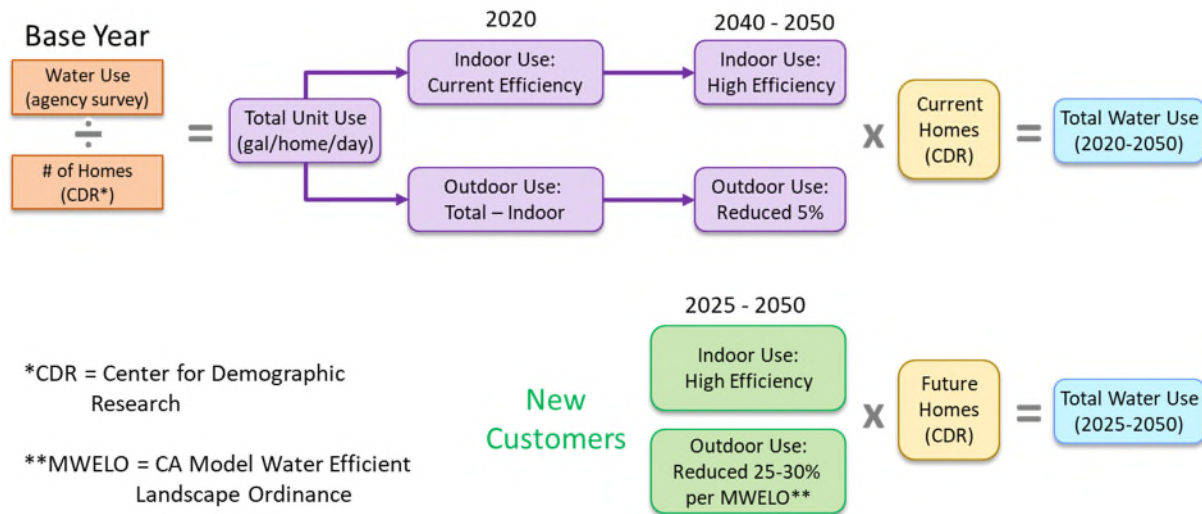 Base Year
Water Use
(agency survey)
÷
# of Homes
(CDR*)
=
Total Unit Use
(gal/home/day)
2020
Indoor Use:
Current Efficiency
Outdoor Use:
Total – Indoor
2040 - 2050
Indoor Use:
High Efficiency
Outdoor Use:
Reduced 5%
x
Current
Homes
(CDR)
=
Total Water Use
(2020-2050)
New
Customers
2025 - 2050
Indoor Use:
High Efficiency
Outdoor Use:
Reduced 25-30%
per MWELO**
x
Future
Homes
(CDR)
=
Total Water Use
(2025-2050)
*CDR = Center for Demographic
Research
**MWELO = CA Model Water Efficient
Landscape Ordinance